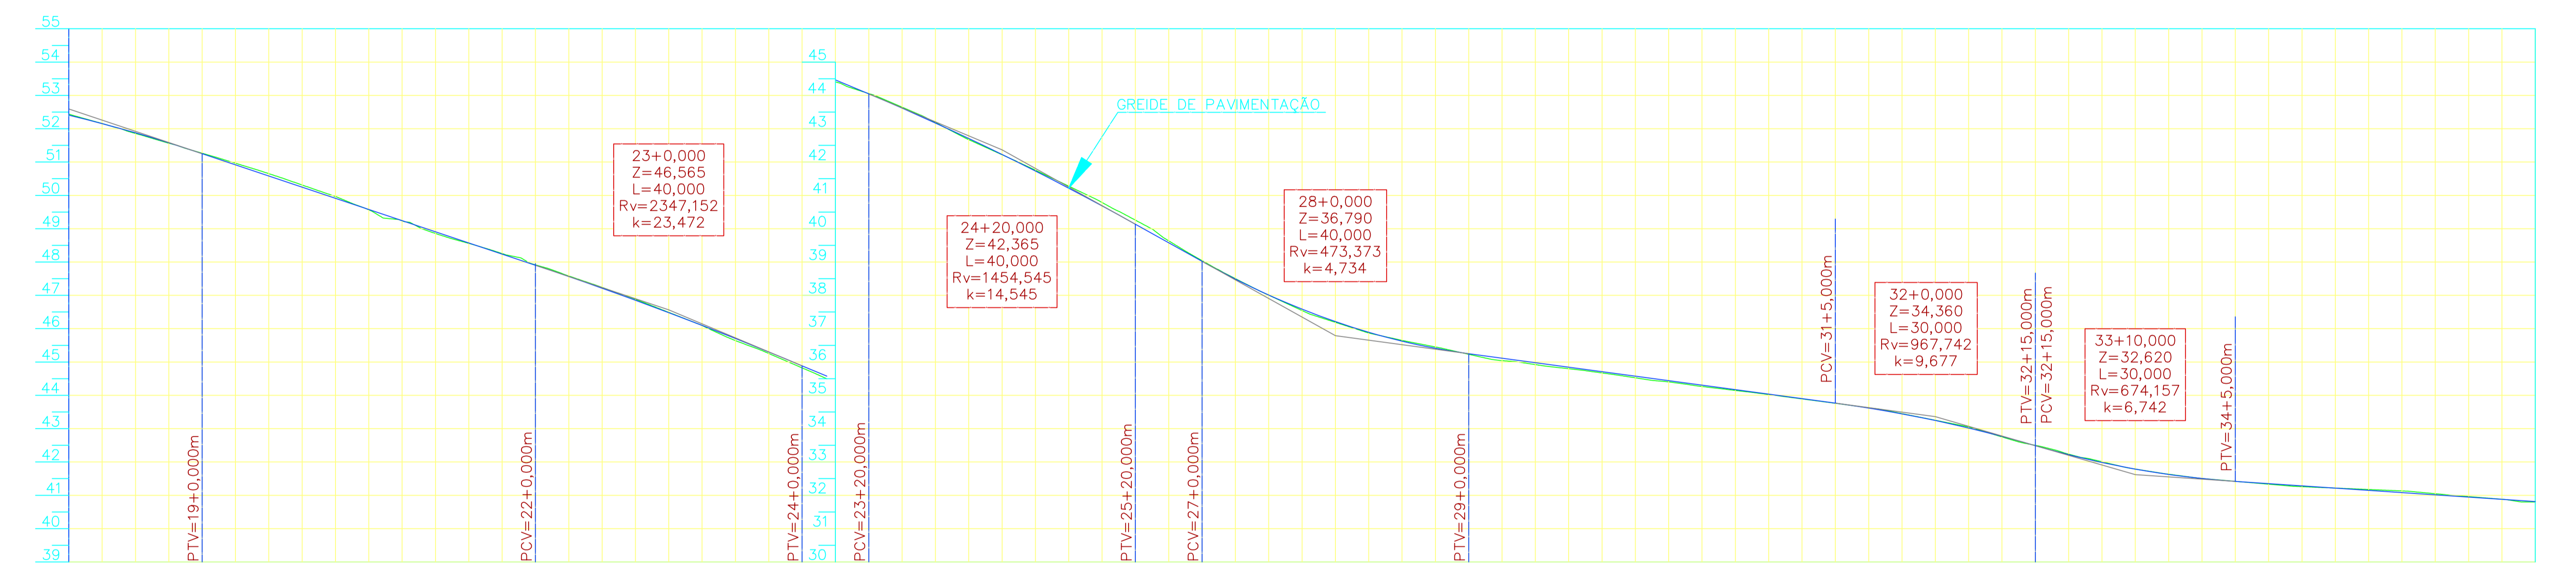 55
54
53
52
51
50
49
48
47
46
45
44
43
42
41
40
39
PTV=19+0,000m
PCV=22+0,000m
23+0,000
Z=46,565
L=40,000
Rv=2347,152
k=23,472
PTV=24+0,000m
45
44
43
42
41
40
39
38
37
36
35
34
33
32
31
30
PCV=23+20,000m
GREIDE DE PAVIMENTAÇÃO
24+20,000
Z=42,365
L=40,000
Rv=1454,545
k=14,545
PTV=25+20,000m
PCV=27+0,000m
28+0,000
Z=36,790
L=40,000
Rv=473,373
k=4,734
PTV=29+0,000m
PCV=31+5,000m
32+0,000
Z=34,360
L=30,000
Rv=967,742
k=9,677
PTV=32+15,000m
PCV=32+15,000m
33+10,000
Z=32,620
L=30,000
Rv=674,157
k=6,742
PTV=34+5,000m